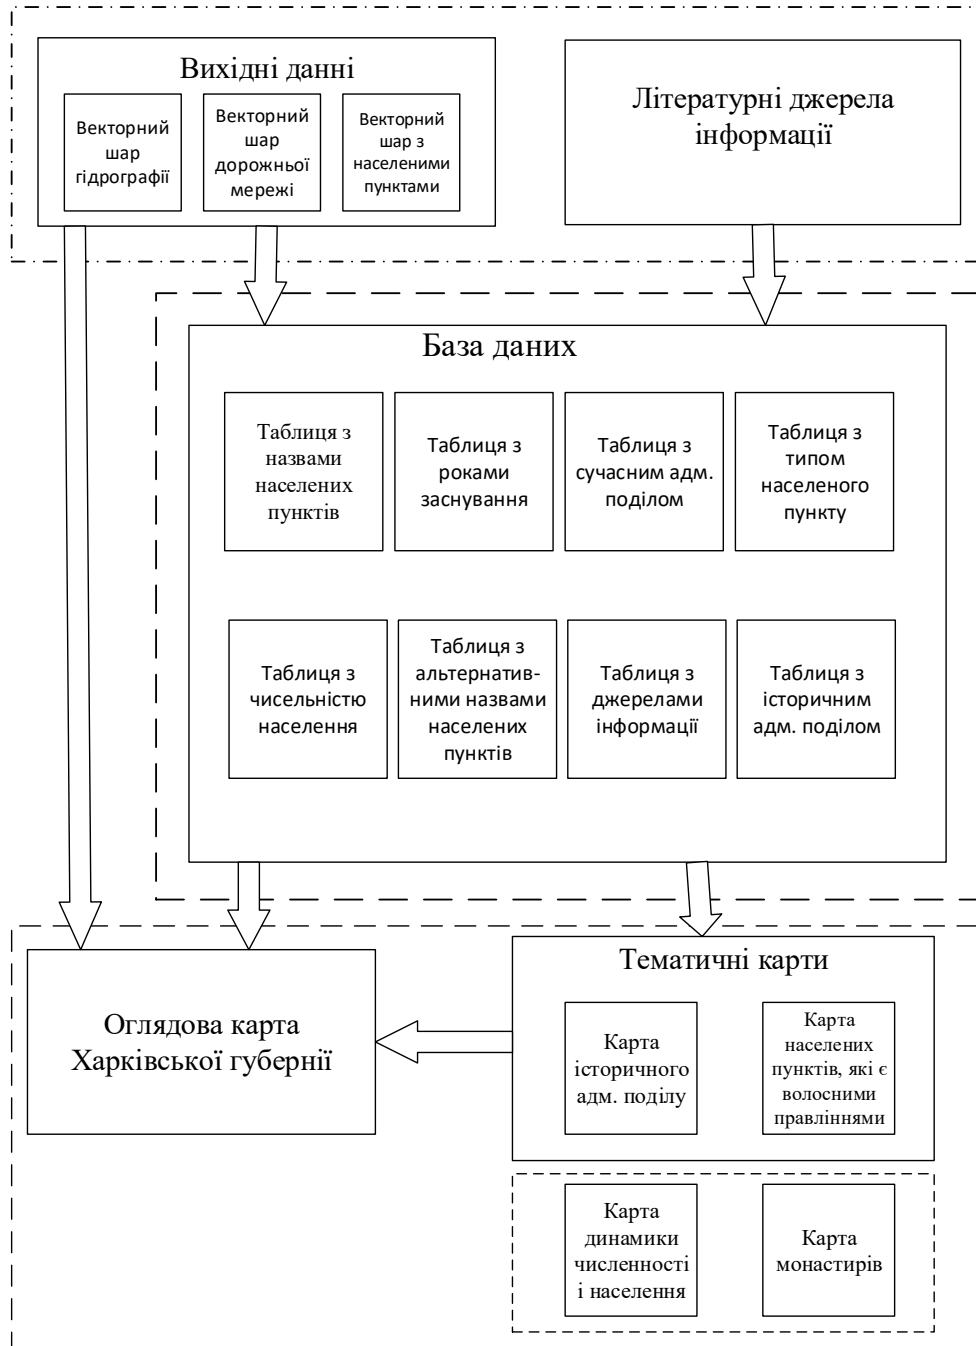 Вихідні данні
Векторний
шар
гідрографії
Векторний
шар
дорожньої
мережі
Векторний
шар з
населеними
пунктами
Літературні джерела
інформації
База даних
Таблиця з
назвами
населених
пунктів
Таблиця з
роками
заснування
Таблиця з
сучасним адм.
поділом
Таблиця з
типом
населеного
пункту
Таблиця з
чисельністю
населення
Таблиця з
альтернатив-
ними назвами
населених
пунктів
Таблиця з
джерелами
інформації
Таблиця з
історичним
адм. поділом
Оглядова карта
Харківської губернії
Тематичні карти
Карта
історичного
адм. поділу
Карта
населених
пунктів, які є
волосними
правліннями
Карта
динамики
численност
і населення
Карта
монастирів